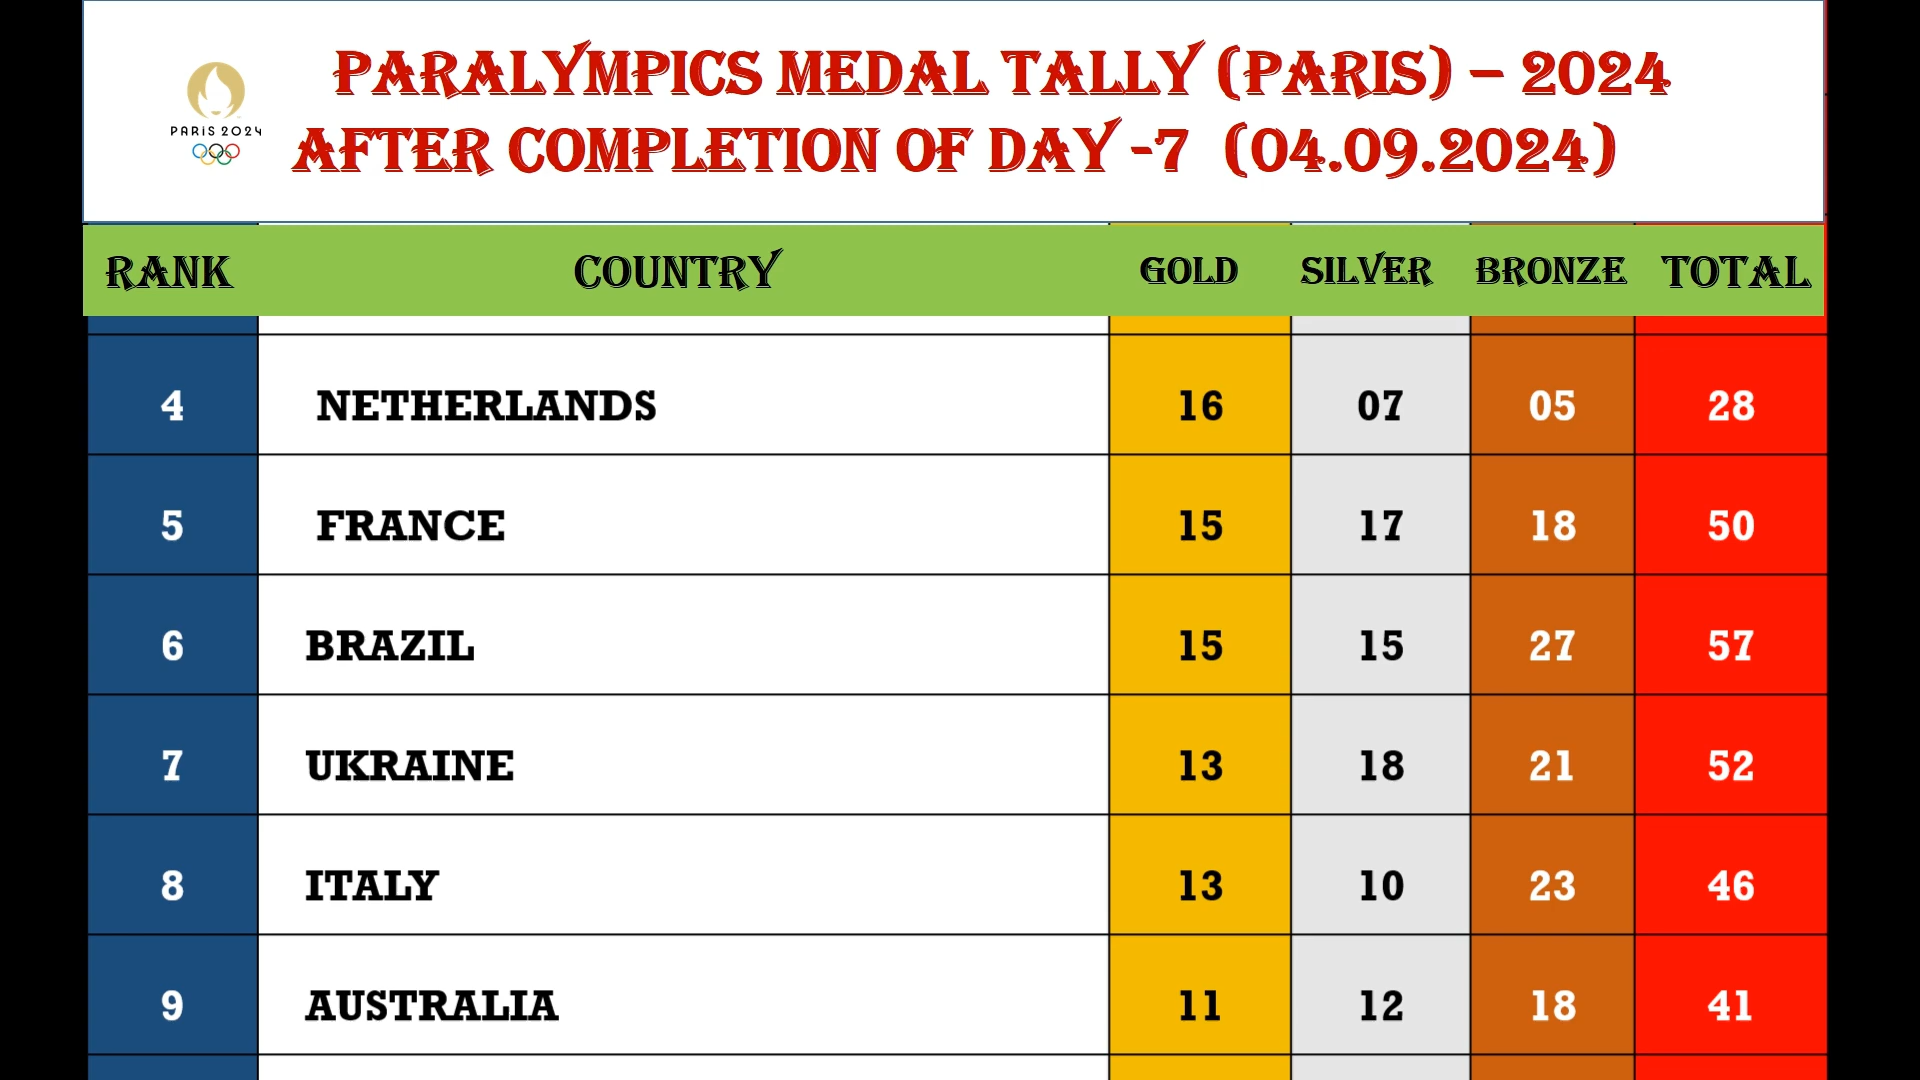 PARALYMPICS MEDAL TALLY (PARIS) – 2024
AFTER COMPLETION OF DAY -7 (04.09.2024)
PARIS 2024
RANK COUNTRY GOLD SILVER BRONZE TOTAL
4 NETHERLANDS 16 07 05 28
5 FRANCE 15 17 18 50
6 BRAZIL 15 15 27 57
7 UKRAINE 13 18 21 52
8 ITALY 13 10 23 46
9 AUSTRALIA 11 12 18 41